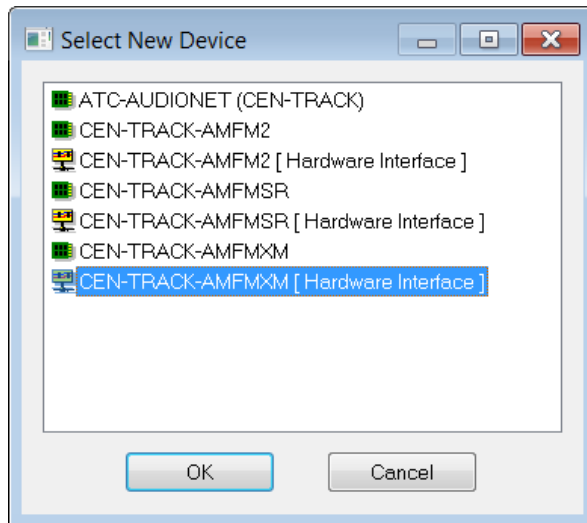 Select New Device
ATC-AUDIONET (CEN-TRACK)
CEN-TRACK-AMFM2
CEN-TRACK-AMFM2 [ Hardware Interface ]
CEN-TRACK-AMFMSR
CEN-TRACK-AMFMSR [ Hardware Interface ]
CEN-TRACK-AMFMXM
CEN-TRACK-AMFMXM [ Hardware Interface ]
OK
Cancel